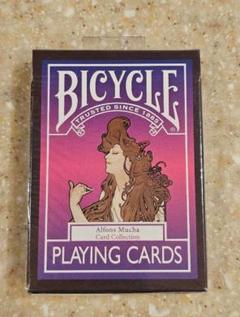 BICYCLE
TRUSTED SINCE 1885
®
Alfons Mucha
Card Collection
PLAYING CARDS